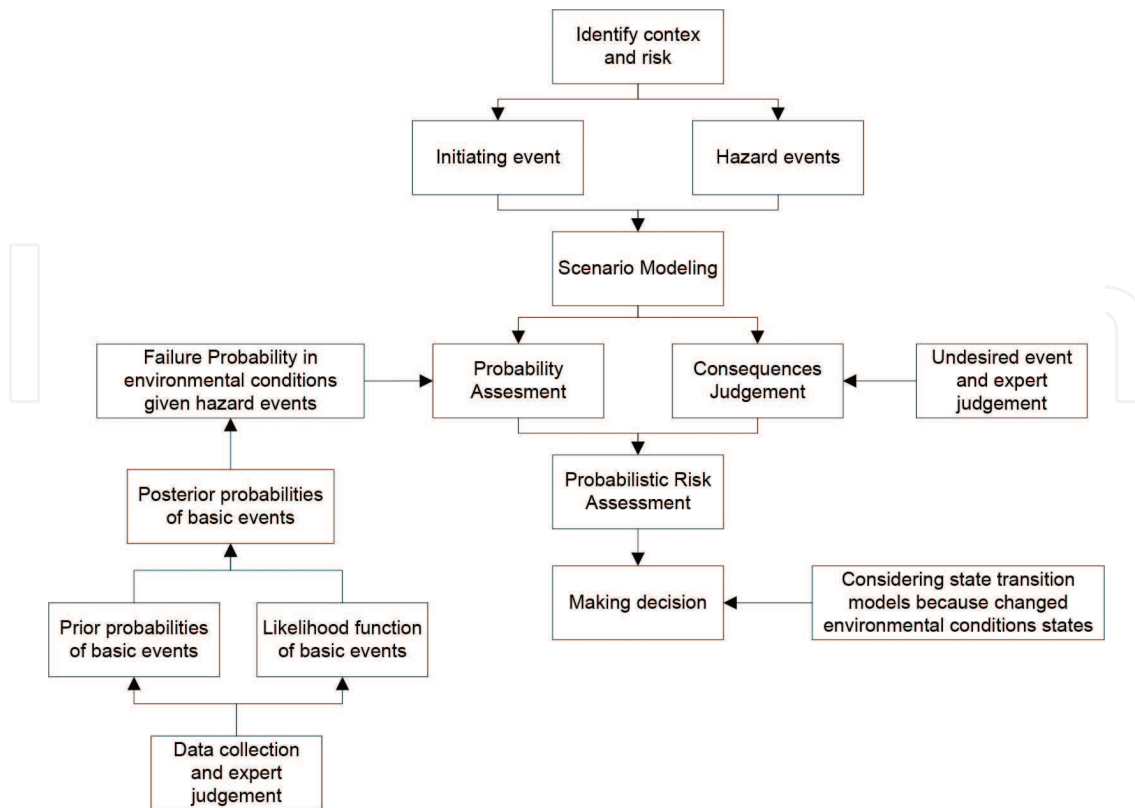 Identify contex
and risk
Initiating event
Hazard events
Scenario Modeling
Failure Probability in
environmental conditions
given hazard events
Probability
Assesment
Consequences
Judgement
Undesired event
and expert
judgement
Posterior probabilities
of basic events
Probabilistic Risk
Assessment
Prior probabilities
of basic events
Likelihood function
of basic events
Making decision
Considering state transition
models because changed
environmental conditions states
Data collection
and expert
judgement